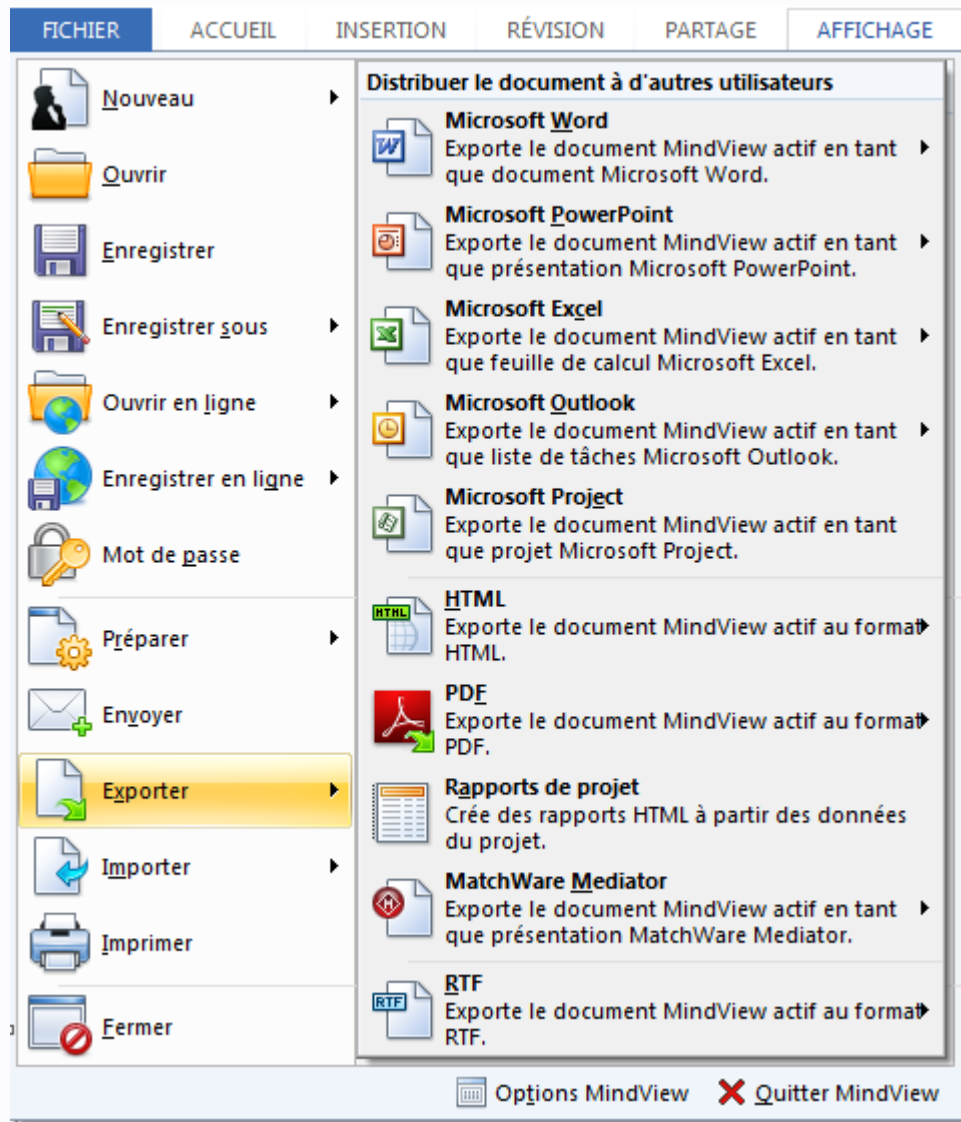 FICHIER ACCUEIL INSERTION RÉVISION PARTAGE AFFICHAGE
Nouveau
Ouvrir
Enregistrer
Enregistrer sous
Ouvrir en ligne
Enregistrer en ligne
Mot de passe
Préparer
Envoyer
Exporter
Importer
Imprimer
Fermer
Distribuer le document à d'autres utilisateurs
Microsoft Word
Exporte le document MindView actif en tant
que document Microsoft Word.
Microsoft PowerPoint
Exporte le document MindView actif en tant
que présentation Microsoft PowerPoint.
Microsoft Excel
Exporte le document MindView actif en tant
que feuille de calcul Microsoft Excel.
Microsoft Outlook
Exporte le document MindView actif en tant
que liste de tâches Microsoft Outlook.
Microsoft Project
Exporte le document MindView actif en tant
que projet Microsoft Project.
HTML
HTML
Exporte le document MindView actif au format
HTML.
PDF
Exporte le document MindView actif au format
PDF.
Rapports de projet
Crée des rapports HTML à partir des données
du projet.
MatchWare Mediator
Exporte le document MindView actif en tant
que présentation MatchWare Mediator.
RTF
RTF
Exporte le document MindView actif au format
RTF.
Options MindView Quitter MindView